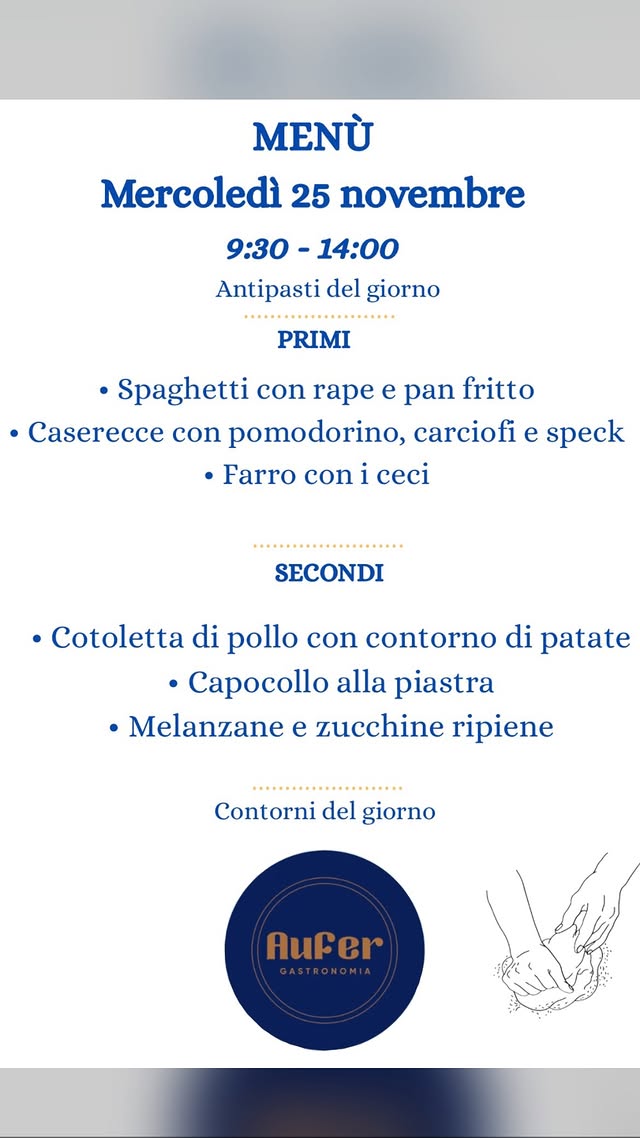 MENÙ
Mercoledì 25 novembre
9:30 - 14:00
Antipasti del giorno
PRIMI
• Spaghetti con rape e pan fritto
• Caserecce con pomodorino, carciofi e speck
• Farro con i ceci
SECONDI
• Cotoletta di pollo con contorno di patate
• Capocollo alla piastra
• Melanzane e zucchine ripiene
Contorni del giorno
Aufer
GASTRONOMIA